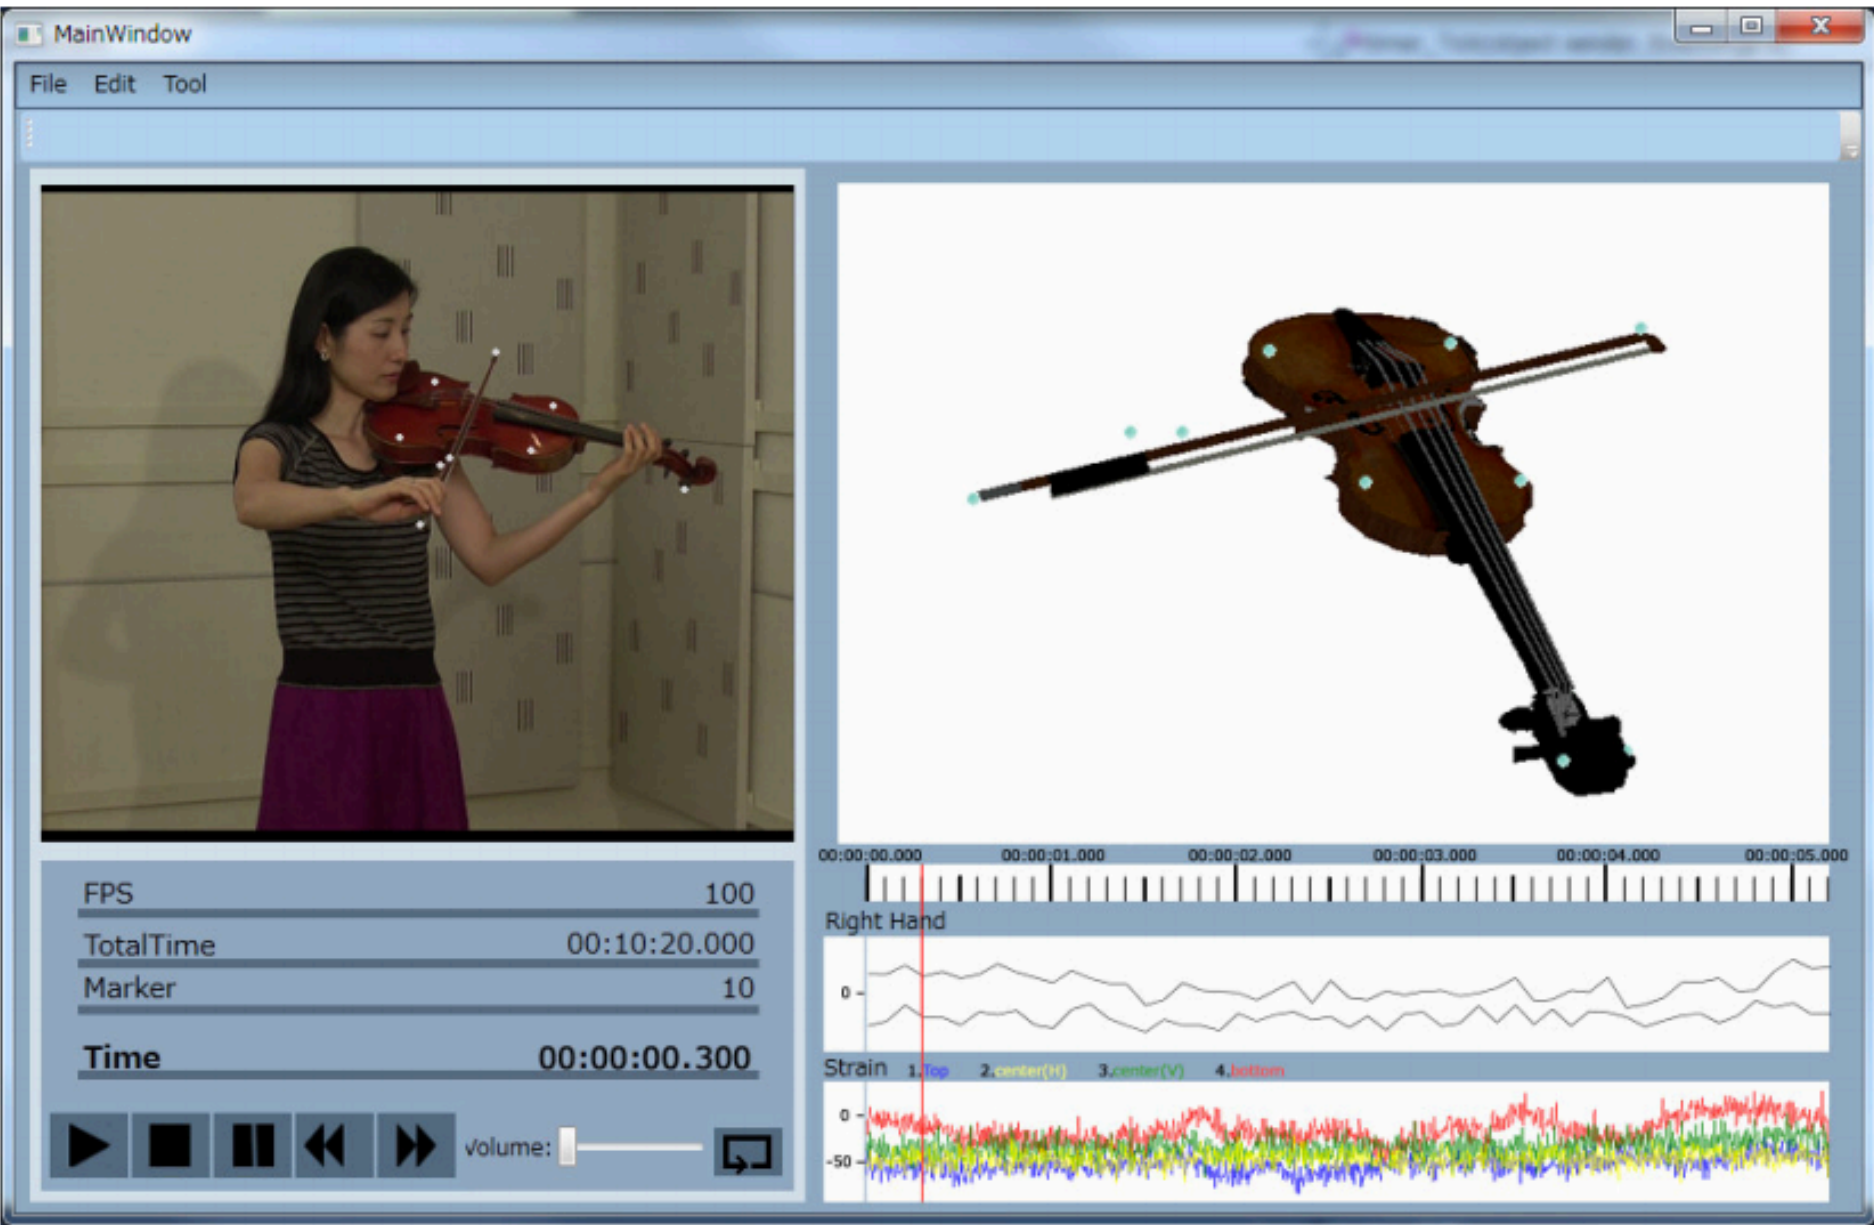 MainWindow
File Edit Tool
FPS 100
TotalTime 00:10:20.000
Marker 10
Time 00:00:00.300
volume:
00:00:00.000 00:00:01.000 00:00:02.000 00:00:03.000 00:00:04.000 00:00:05.000
Right Hand
0
Strain 1.Top 2.center(H) 3.center(V) 4.bottom
0
-50